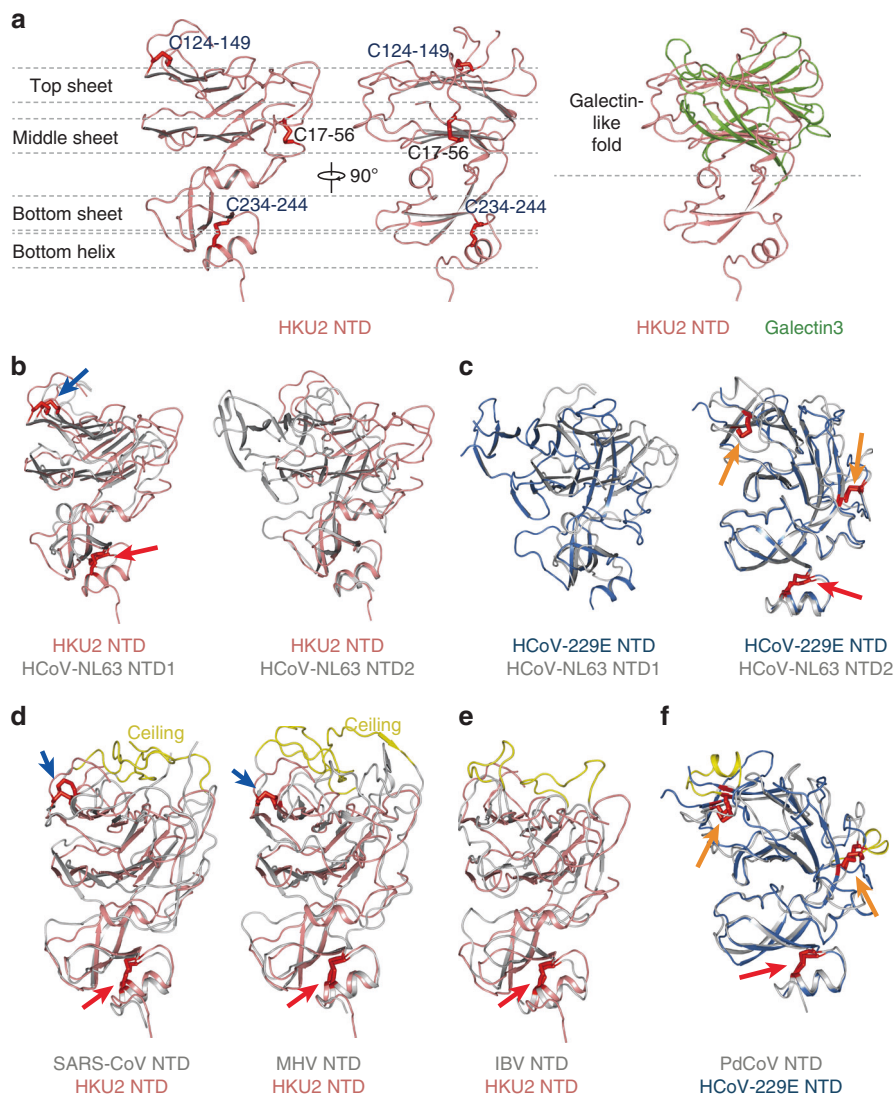 a
C124-149
C124-149
Top sheet
Middle sheet
C17-56
C17-56
90°
Galectin-
like
fold
Bottom sheet
C234-244
C234-244
Bottom helix
HKU2 NTD
HKU2 NTD
Galectin3
b
c
HKU2 NTD
HCoV-NL63 NTD1
HKU2 NTD
HCoV-NL63 NTD2
HCoV-229E NTD
HCoV-NL63 NTD1
HCoV-229E NTD
HCoV-NL63 NTD2
d
Ceiling
Ceiling
e
f
SARS-CoV NTD
HKU2 NTD
MHV NTD
HKU2 NTD
IBV NTD
HKU2 NTD
PdCoV NTD
HCoV-229E NTD